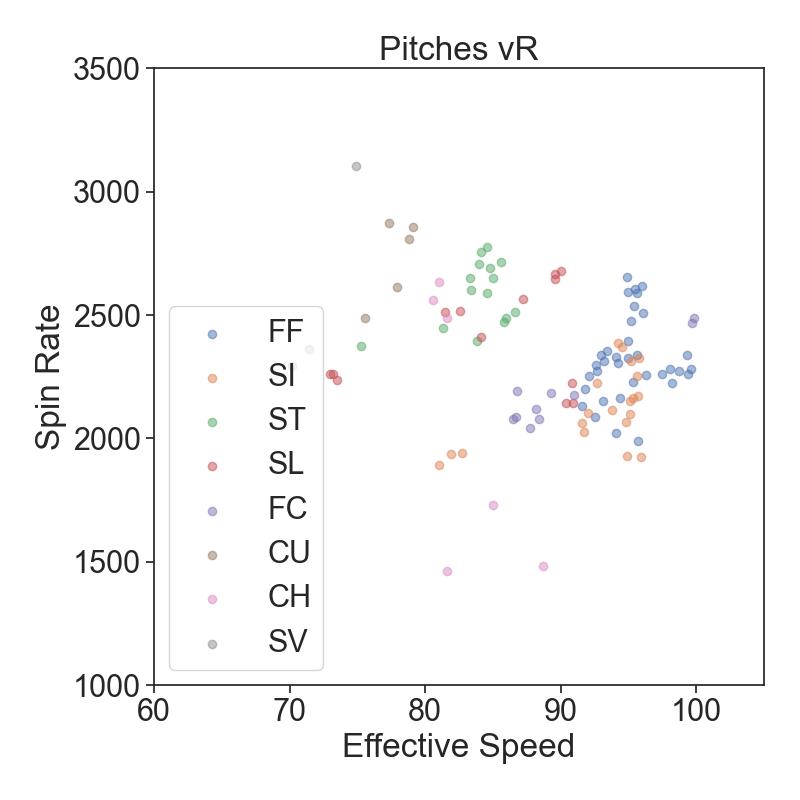 Pitches vR
3500
3000
2500
2000
1500
1000
Spin Rate
FF
SI
ST
SL
FC
CU
CH
SV
60
70
80
90
100
Effective Speed